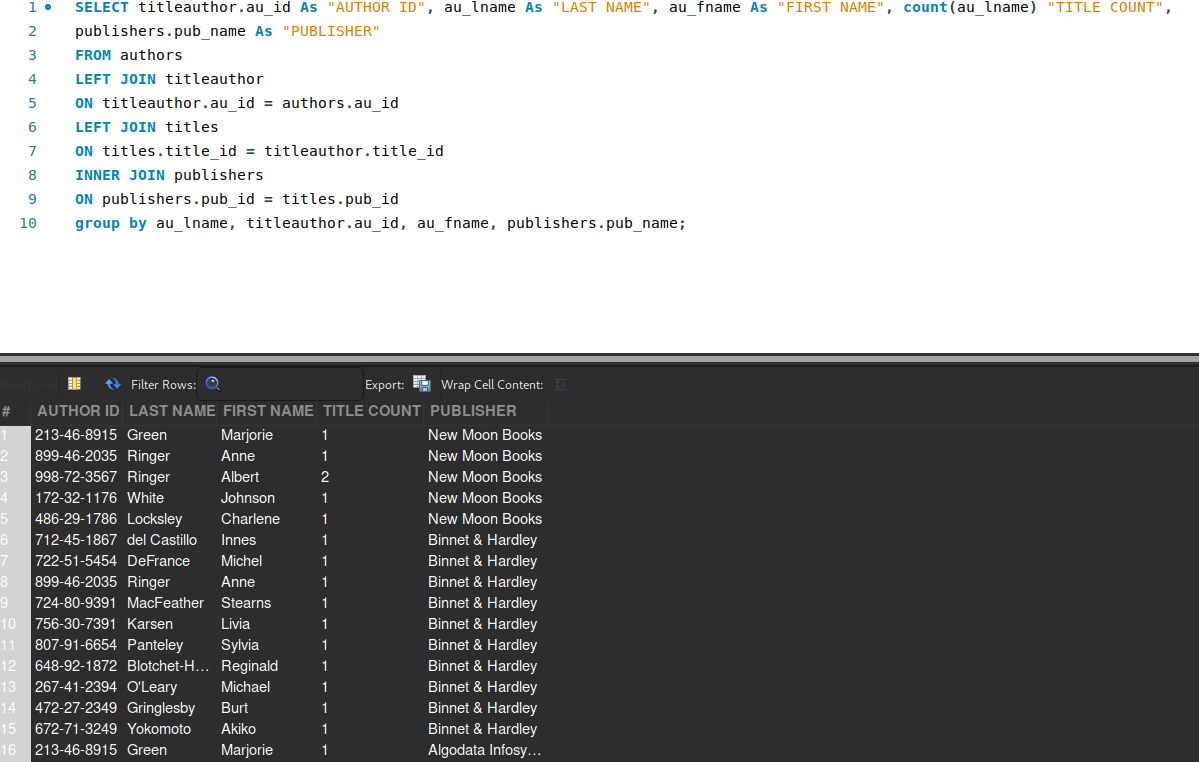 1 SELECT titleauthor.au_id As "AUTHOR ID", au_lname As "LAST NAME", au_fname As "FIRST NAME", count(au_lname) "TITLE COUNT",
2 publishers.pub_name As "PUBLISHER"
3 FROM authors
4 LEFT JOIN titleauthor
5 ON titleauthor.au_id = authors.au_id
6 LEFT JOIN titles
7 ON titles.title_id = titleauthor.title_id
8 INNER JOIN publishers
9 ON publishers.pub_id = titles.pub_id
10 group by au_lname, titleauthor.au_id, au_fname, publishers.pub_name;
Result Grid Filter Rows: Export: Wrap Cell Content: IA
# AUTHOR ID LAST NAME FIRST NAME TITLE COUNT PUBLISHER
1 213-46-8915 Green Marjorie 1 New Moon Books
2 899-46-2035 Ringer Anne 1 New Moon Books
3 998-72-3567 Ringer Albert 2 New Moon Books
4 172-32-1176 White Johnson 1 New Moon Books
5 486-29-1786 Locksley Charlene 1 New Moon Books
6 712-45-1867 del Castillo Innes 1 Binnet & Hardley
7 722-51-5454 DeFrance Michel 1 Binnet & Hardley
8 899-46-2035 Ringer Anne 1 Binnet & Hardley
9 724-80-9391 MacFeather Stearns 1 Binnet & Hardley
10 756-30-7391 Karsen Livia 1 Binnet & Hardley
11 807-91-6654 Panteley Sylvia 1 Binnet & Hardley
12 648-92-1872 Blotchet-H... Reginald 1 Binnet & Hardley
13 267-41-2394 O'Leary Michael 1 Binnet & Hardley
14 472-27-2349 Gringlesby Burt 1 Binnet & Hardley
15 672-71-3249 Yokomoto Akiko 1 Binnet & Hardley
16 213-46-8915 Green Marjorie 1 Algodata Infosy...